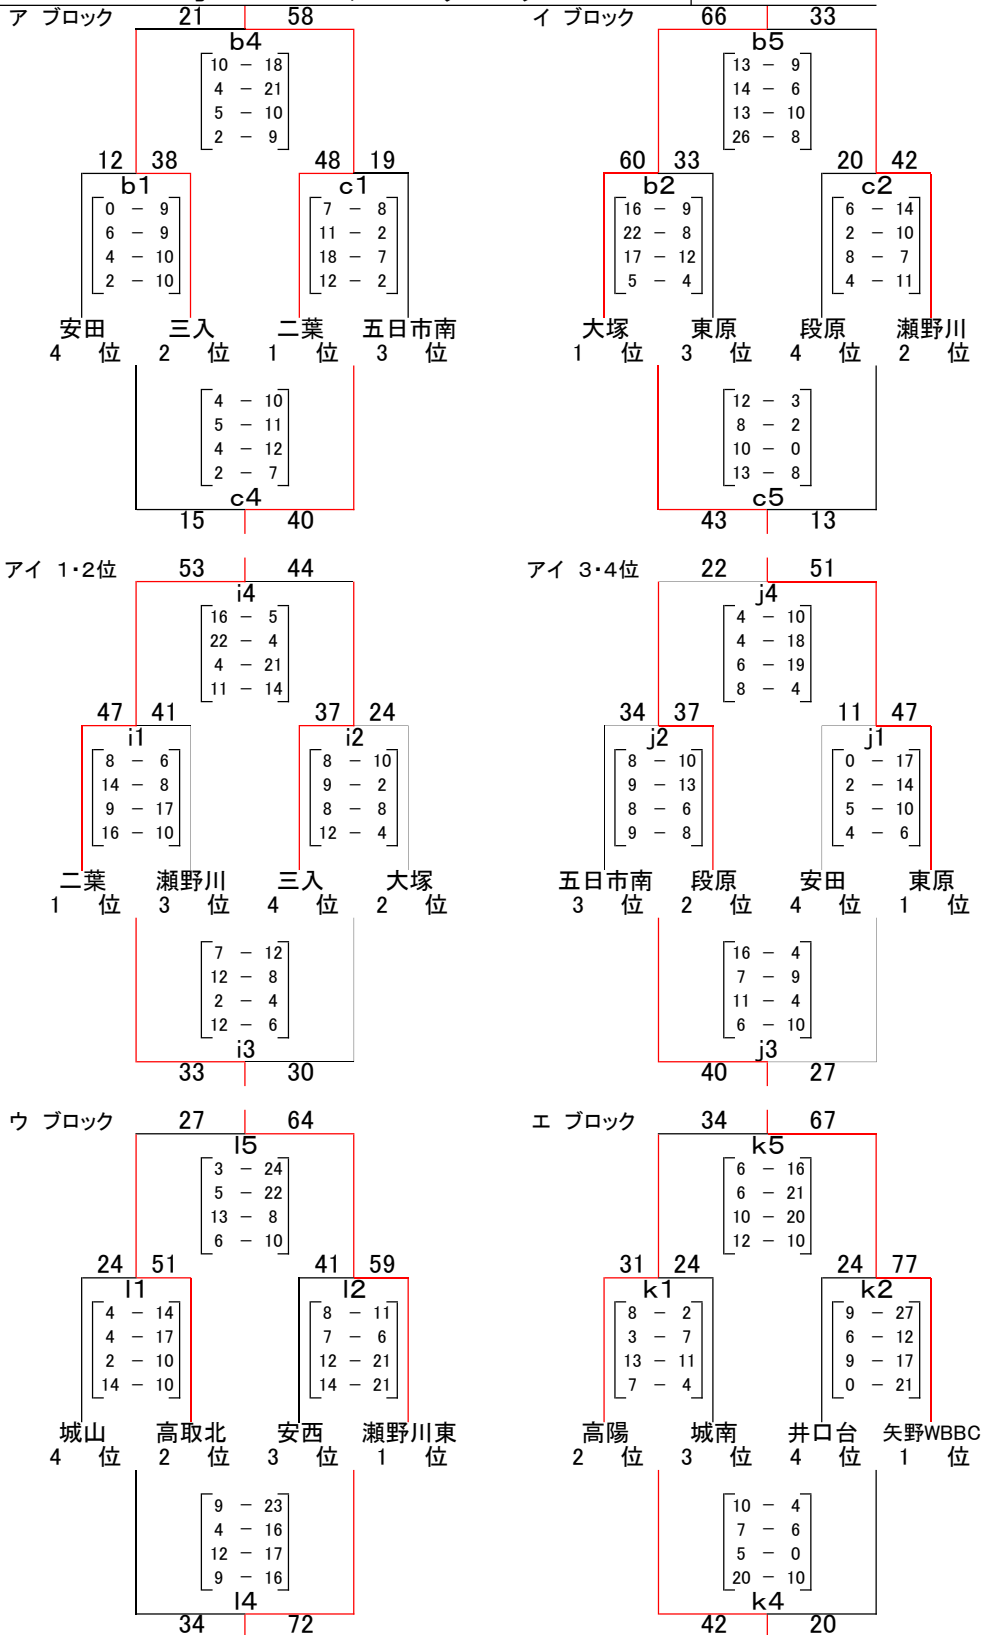 ア ブロック 21 58 イ ブロック 66 33
b4 b5
10 － 18 13 － 9
4 － 21 14 － 6
5 － 10 13 － 10
2 － 9 26 － 8
12 38 48 19 60 33 20 42
b1 c1 b2 c2
0 － 9 7 － 8 16 － 9 6 － 14
6 － 9 11 － 2 22 － 8 2 － 10
4 － 10 18 － 7 17 － 12 8 － 7
2 － 10 12 － 2 5 － 4 4 － 11
安田 三入 二葉 五日市南 大塚 東原 段原 瀬野川
4 位 2 位 1 位 3 位 1 位 3 位 4 位 2 位
4 － 10 12 － 3
5 － 11 8 － 2
4 － 12 10 － 0
2 － 7 13 － 8
c4 c5
15 40 43 13
アイ 1・2位 53 44 アイ 3・4位 22 51
i4 j4
16 － 5 4 － 10
22 － 4 4 － 18
4 － 21 6 － 19
11 － 14 8 － 4
47 41 37 24 34 37 11 47
i1 i2 j2 j1
8 － 6 8 － 10 8 － 10 0 － 17
14 － 8 9 － 2 9 － 13 2 － 14
9 － 17 8 － 8 8 － 6 5 － 10
16 － 10 12 － 4 9 － 8 4 － 6
二葉 瀬野川 三入 大塚 五日市南 段原 安田 東原
1 位 3 位 4 位 2 位 3 位 2 位 4 位 1 位
7 － 12 16 － 4
12 － 8 7 － 9
2 － 4 11 － 4
12 － 6 6 － 10
i3 j3
33 30 40 27
ウ ブロック 27 64 エ ブロック 34 67
l5 k5
3 － 24 6 － 16
5 － 22 6 － 21
13 － 8 10 － 20
6 － 10 12 － 10
24 51 41 59 31 24 24 77
l1 l2 k1 k2
4 － 14 8 － 11 8 － 2 9 － 27
4 － 17 7 － 6 3 － 7 6 － 12
2 － 10 12 － 21 13 － 11 9 － 17
14 － 10 14 － 21 7 － 4 0 － 21
城山 高取北 安西 瀬野川東 高陽 城南 井口台 矢野WBBC
4 位 2 位 3 位 1 位 2 位 3 位 4 位 1 位
9 － 23 10 － 4
4 － 16 7 － 6
12 － 17 5 － 0
9 － 16 20 － 10
l4 k4
34 72 42 20